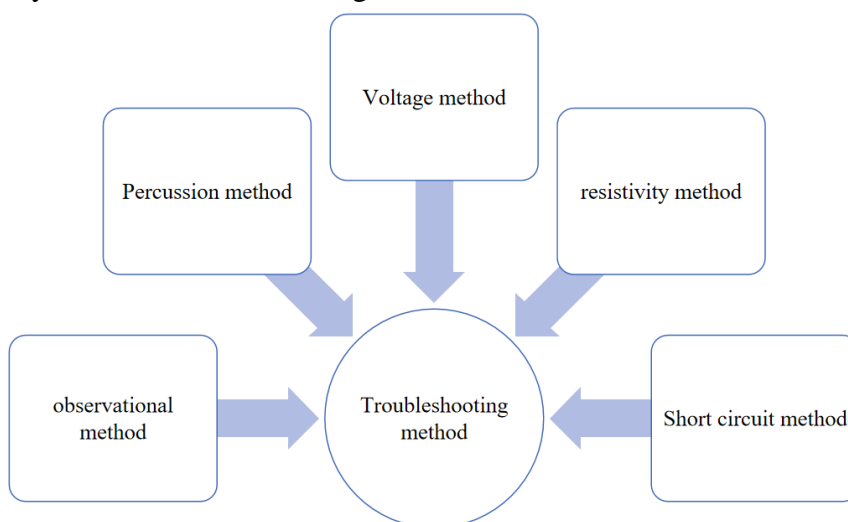 Voltage method
Percussion method
resistivity method
observational
method
Troubleshooting
method
Short circuit method